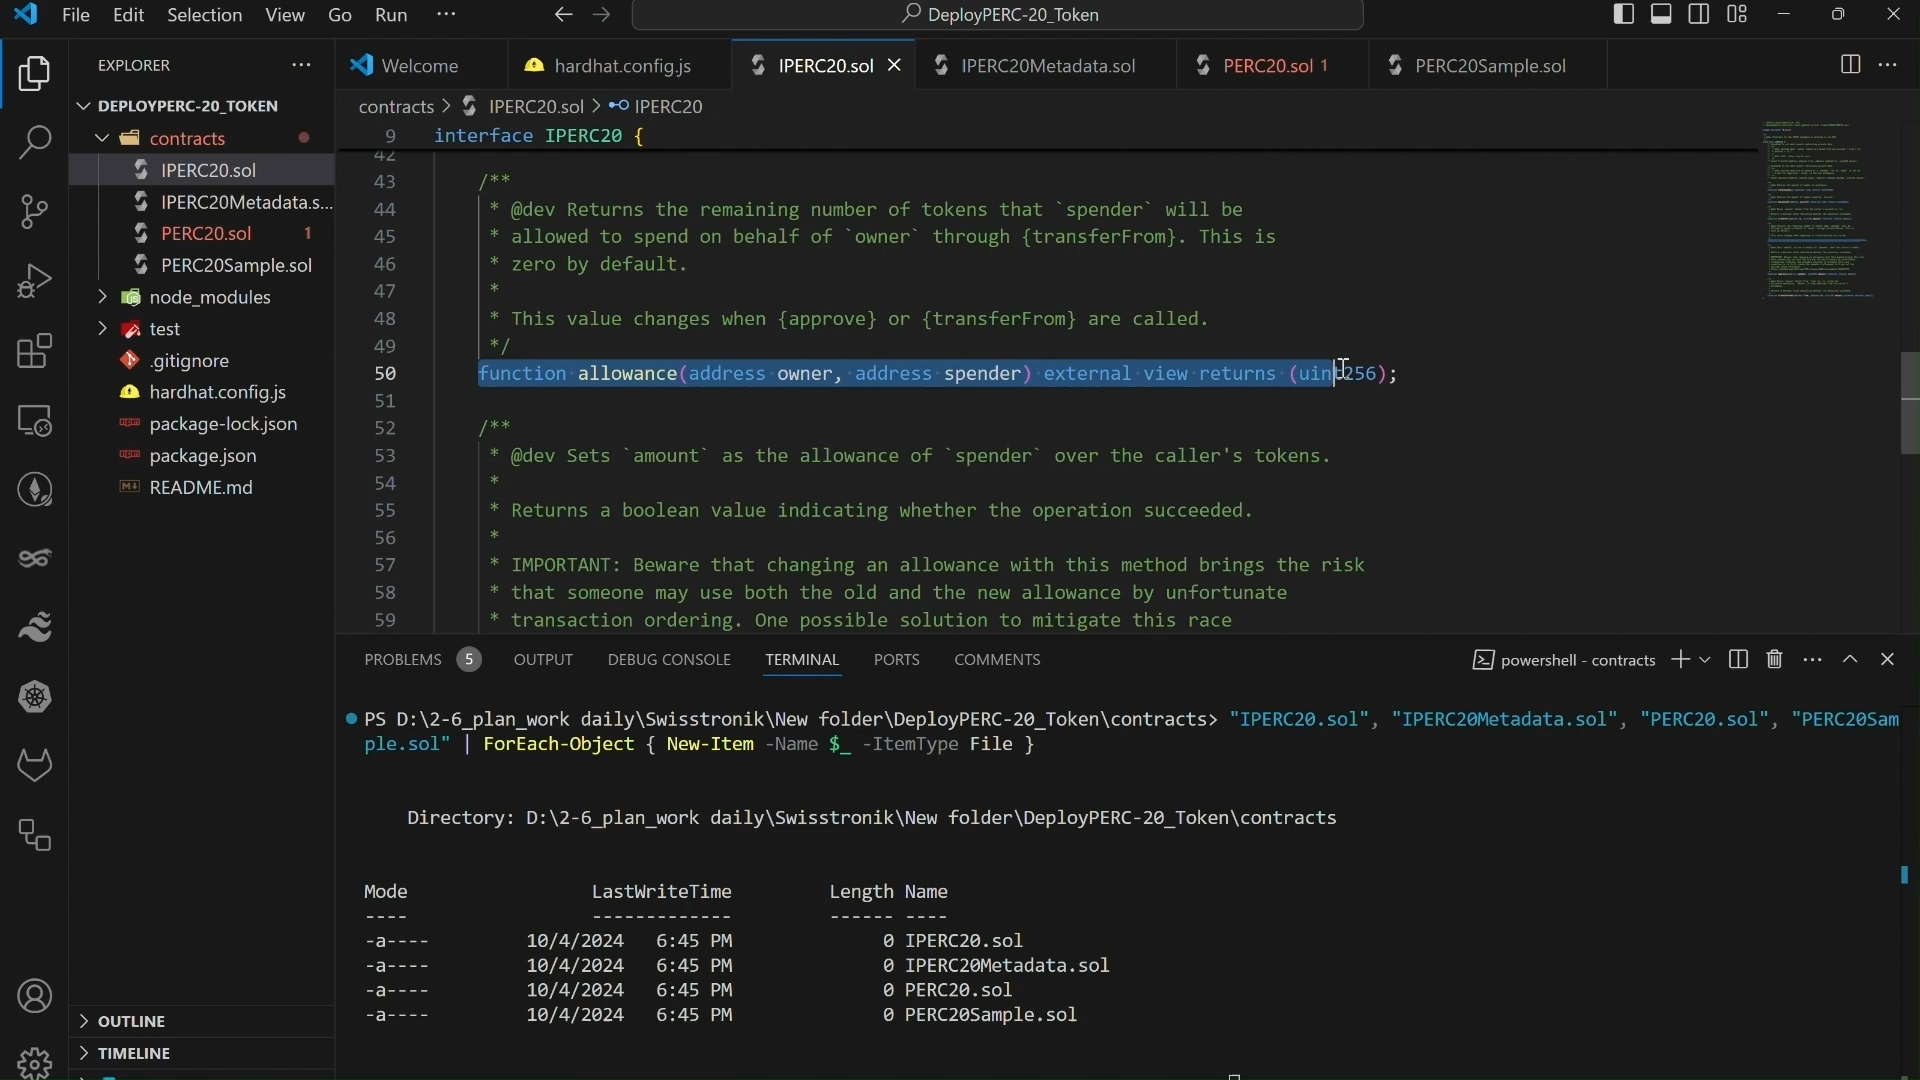 File Edit Selection View Go Run ···
DeployPERC-20_Token
EXPLORER
Welcome
hardhat.config.js
IPERC20.sol
IPERC20Metadata.sol
PERC20.sol 1
PERC20Sample.sol
DEPLOYPERC-20_TOKEN
contracts
IPERC20.sol
IPERC20Metadata.s...
PERC20.sol 1
PERC20Sample.sol
node_modules
test
.gitignore
hardhat.config.js
package-lock.json
package.json
README.md
OUTLINE
TIMELINE
contracts > IPERC20.sol > IPERC20
9 interface IPERC20 {
42
43 /**
44 * @dev Returns the remaining number of tokens that `spender` will be
45 * allowed to spend on behalf of `owner` through {transferFrom}. This is
46 * zero by default.
47 *
48 * This value changes when {approve} or {transferFrom} are called.
49 */
50 function allowance(address owner, address spender) external view returns (uint256);
51
52 /**
53 * @dev Sets `amount` as the allowance of `spender` over the caller's tokens.
54 *
55 * Returns a boolean value indicating whether the operation succeeded.
56 *
57 * IMPORTANT: Beware that changing an allowance with this method brings the risk
58 * that someone may use both the old and the new allowance by unfortunate
59 * transaction ordering. One possible solution to mitigate this race
PROBLEMS 5 OUTPUT DEBUG CONSOLE TERMINAL PORTS COMMENTS
powershell - contracts
PS D:\2-6_plan_work daily\Swisstronik\New folder\DeployPERC-20_Token\contracts> "IPERC20.sol", "IPERC20Metadata.sol", "PERC20.sol", "PERC20Sam
ple.sol" | ForEach-Object { New-Item -Name $_ -ItemType File }
Directory: D:\2-6_plan_work daily\Swisstronik\New folder\DeployPERC-20_Token\contracts
Mode LastWriteTime Length Name
---- ------------- ------ ----
-a---- 10/4/2024 6:45 PM 0 IPERC20.sol
-a---- 10/4/2024 6:45 PM 0 IPERC20Metadata.sol
-a---- 10/4/2024 6:45 PM 0 PERC20.sol
-a---- 10/4/2024 6:45 PM 0 PERC20Sample.sol